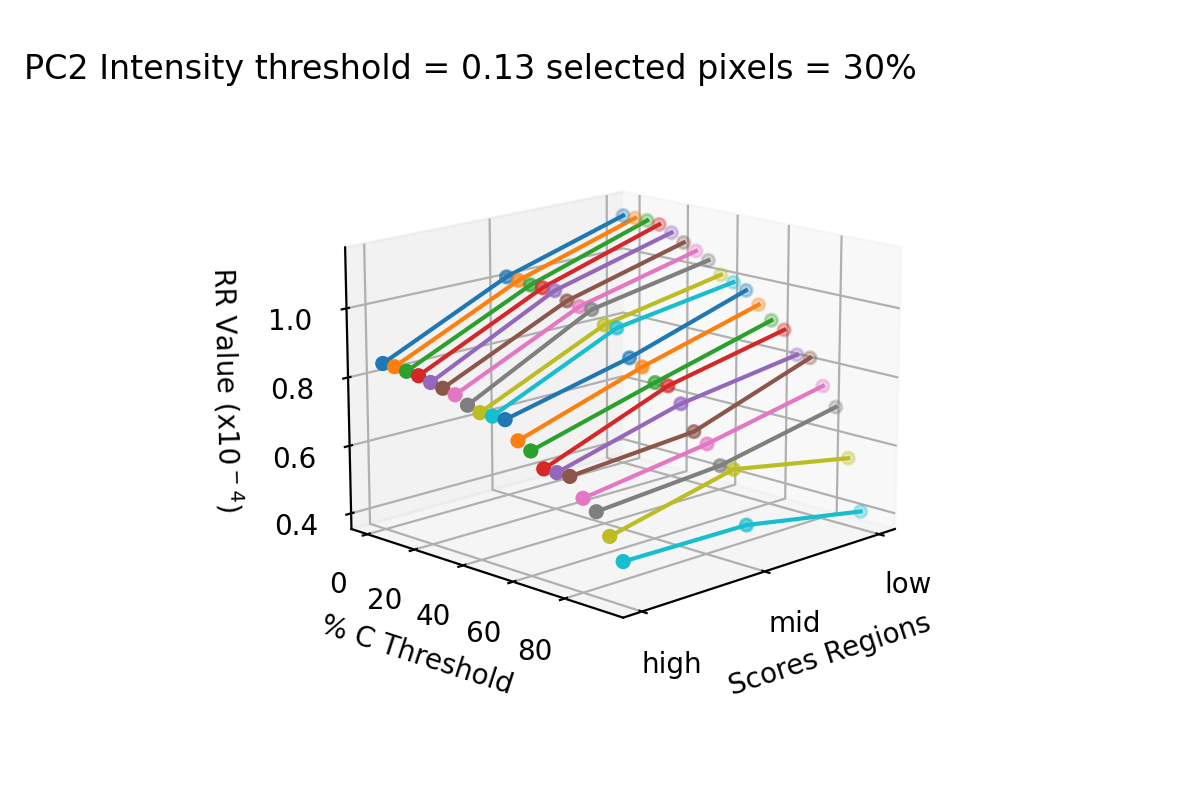 PC2 Intensity threshold = 0.13 selected pixels = 30%
RR Value (x10⁻⁴)
1.0
0.8
0.6
0.4
0
20
40
60
80
% C Threshold
high
mid
low
Scores Regions